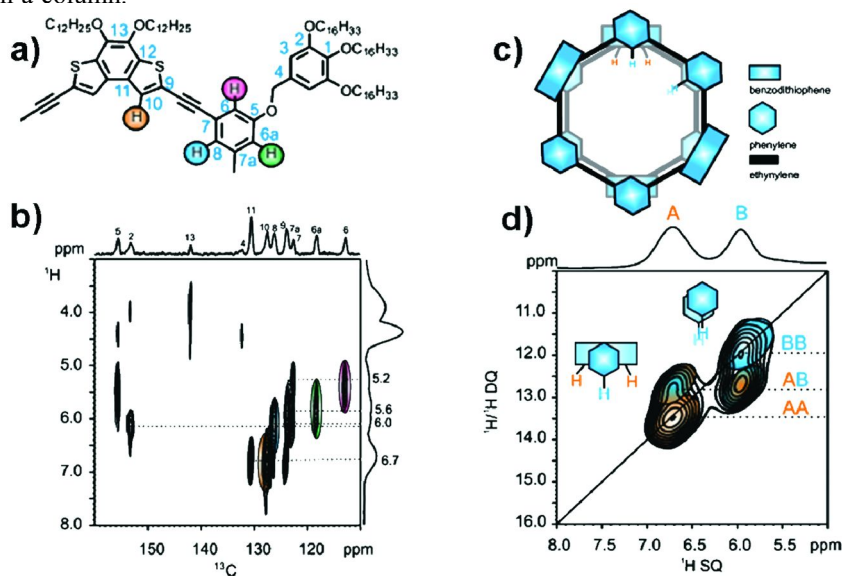 in a column.
a)
C12H25O 13 OC12H25
12
S
S
11
9
10
H
H
6
7
5
O
6a
8
H
7a
H
4
3
2
1
OC16H33
OC16H33
OC16H33
c)
H H H
H
benzodithiophene
phenylene
ethynylene
b)
ppm
5 2 13 4 11 10 8 9 7a 7 6a 6
1H
4.0
5.0
6.0
7.0
8.0
5.2
5.6
6.0
6.7
150 140 130 120 ppm
13C
d)
A B
ppm
11.0
12.0
13.0
14.0
15.0
16.0
1H/1H DQ
H
H H H
BB
AB
AA
8.0 7.5 7.0 6.5 6.0 ppm
1H SQ